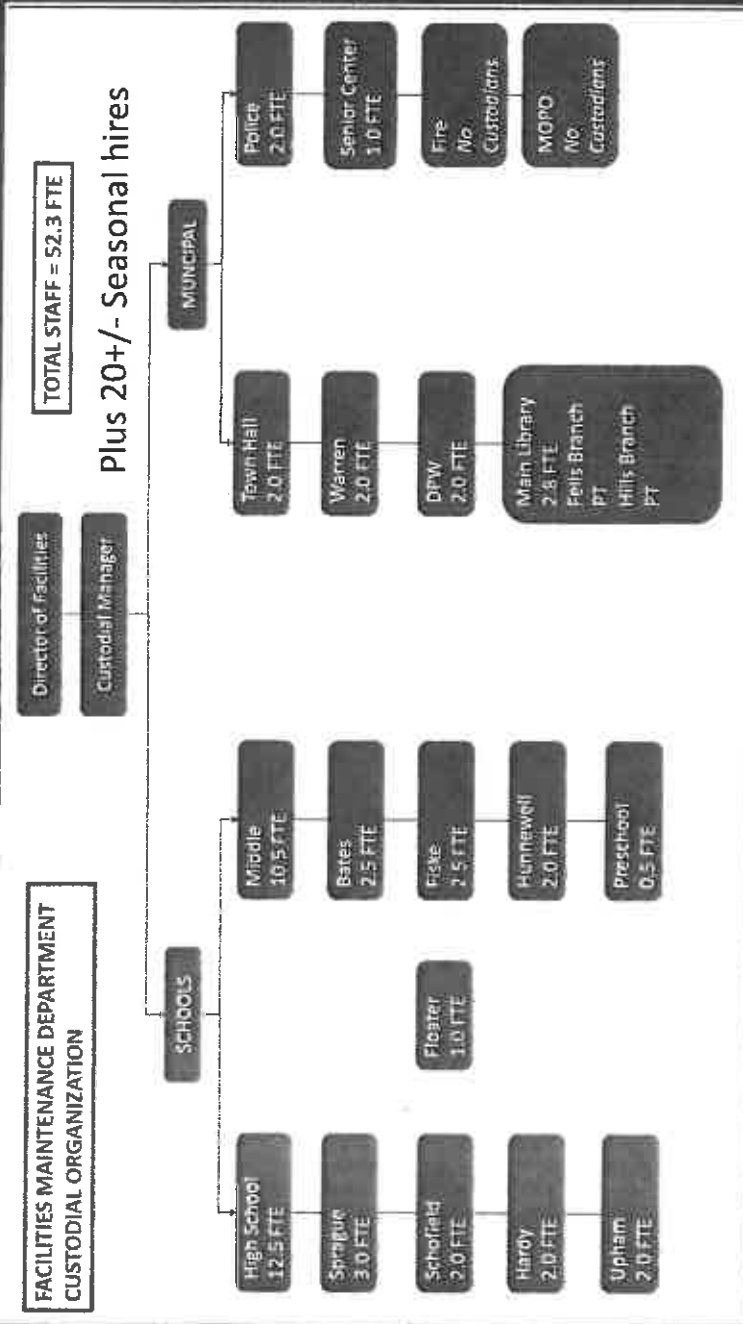 FACILITIES MAINTENANCE DEPARTMENT
CUSTODIAL ORGANIZATION
TOTAL STAFF = 52.3 FTE
Plus 20+/- Seasonal hires
Director of Facilities
Custodial Manager
SCHOOLS
High School
12.5 FTE
Sprague
3.0 FTE
Schofield
2.0 FTE
Hardy
2.0 FTE
Upham
2.0 FTE
Floater
1.0 FTE
Middle
10.5 FTE
Bates
2.5 FTE
Fiske
2.5 FTE
Hunnewell
2.0 FTE
Preschool
0.5 FTE
MUNCIPAL
Town Hall
2.0 FTE
Warren
2.0 FTE
DPW
2.0 FTE
Main Library
2.8 FTE
Fells Branch
PT
Hills Branch
PT
Police
2.0 FTE
Senior Center
1.0 FTE
Fire
No
Custodians
MOPO
No
Custodians